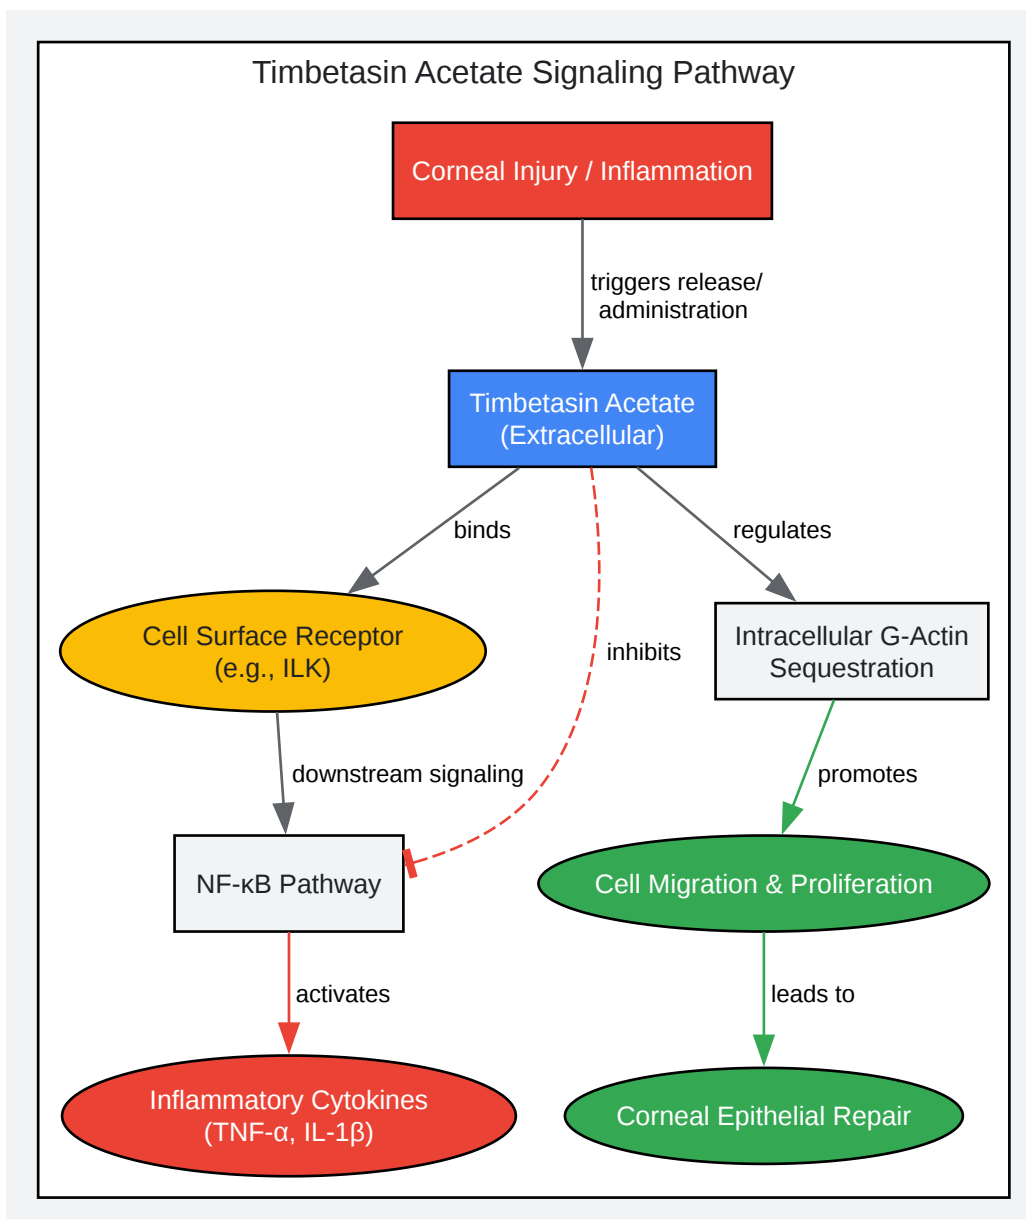 Timbetasin Acetate Signaling Pathway
Corneal Injury / Inflammation
triggers release/
administration
Timbetasin Acetate
(Extracellular)
binds
regulates
Cell Surface Receptor
(e.g., ILK)
inhibits
Intracellular G-Actin
Sequestration
downstream signaling
promotes
NF-κB Pathway
Cell Migration & Proliferation
activates
leads to
Inflammatory Cytokines
(TNF-α, IL-1β)
Corneal Epithelial Repair